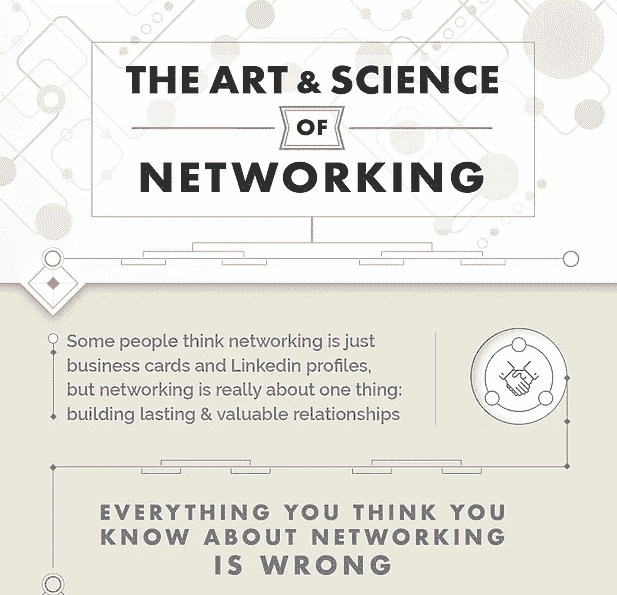 THE ART & SCIENCE
OF
NETWORKING
Some people think networking is just
business cards and Linkedin profiles,
but networking is really about one thing:
building lasting & valuable relationships
EVERYTHING YOU THINK YOU
KNOW ABOUT NETWORKING
IS WRONG